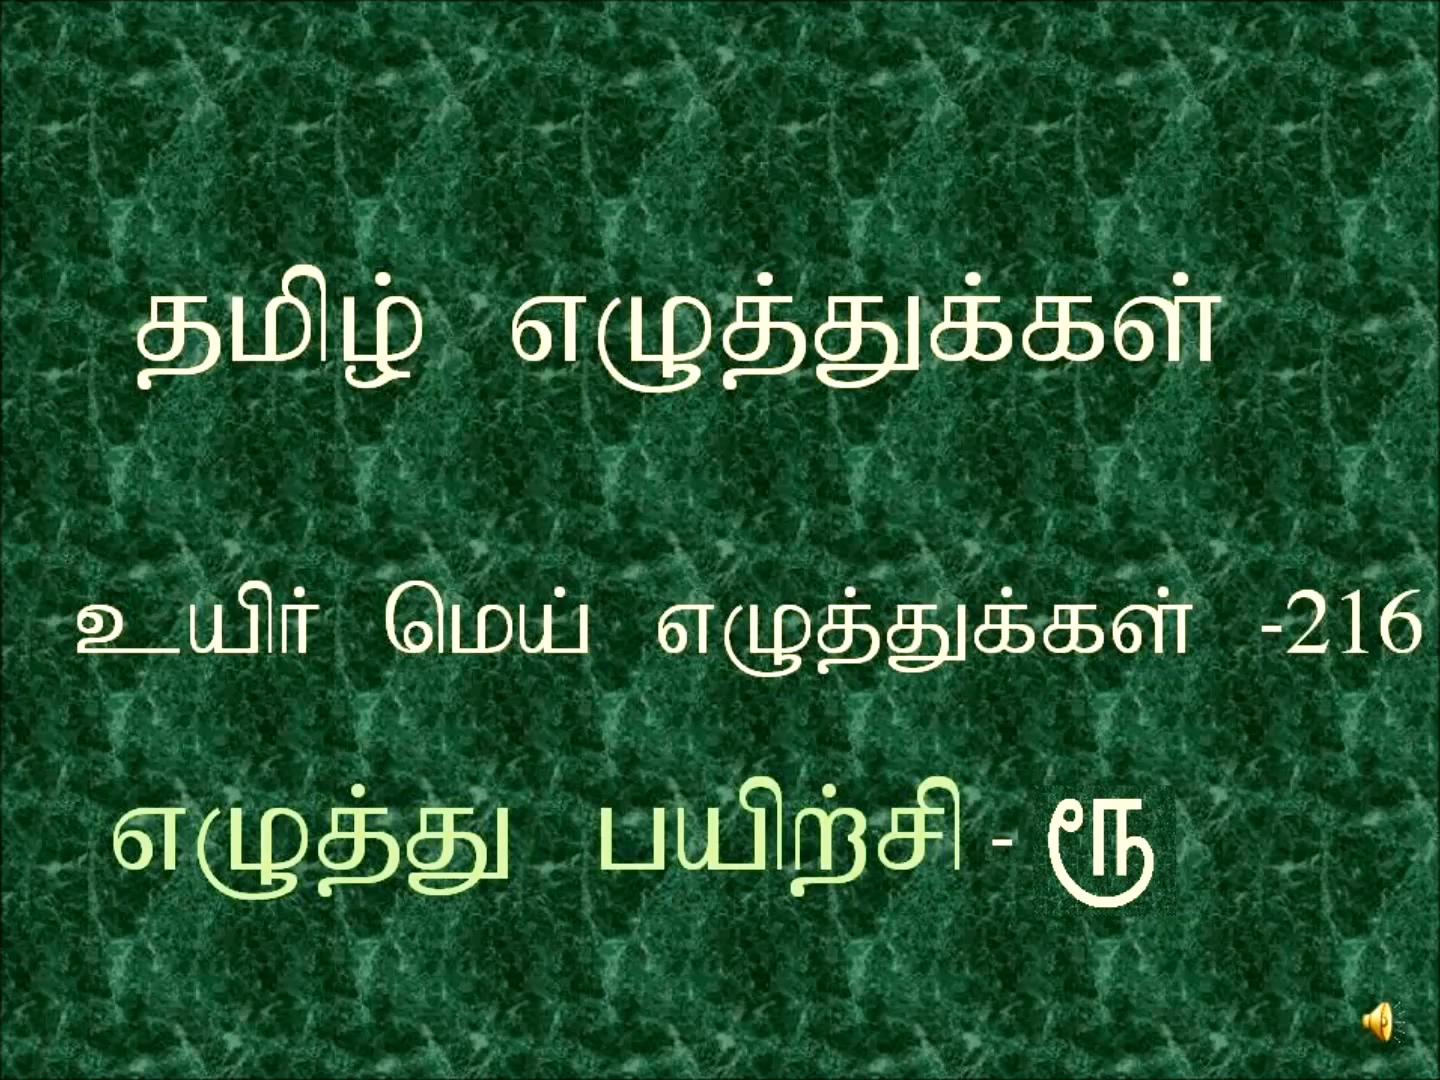 தமிழ் எழுத்துக்கள்
உயிர் மெய் எழுத்துக்கள் -216
எழுத்து பயிற்சி - ரூ